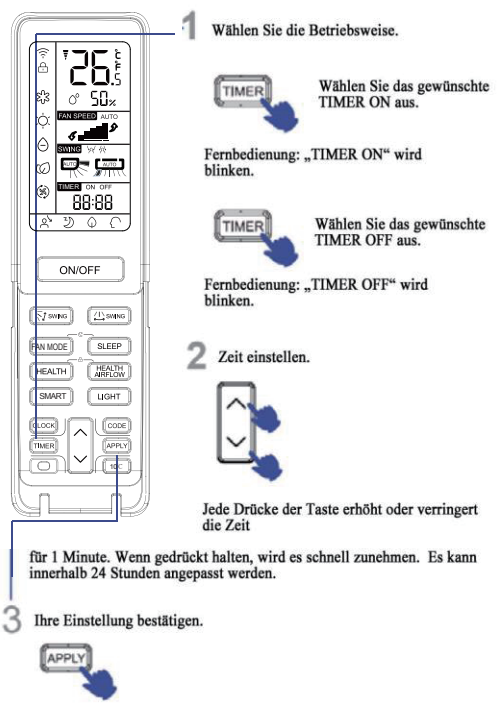 1 Wählen Sie die Betriebsweise.
TIMER
Wählen Sie das gewünschte
TIMER ON aus.
Fernbedienung: „TIMER ON“ wird
blinken.
TIMER
Wählen Sie das gewünschte
TIMER OFF aus.
Fernbedienung: „TIMER OFF“ wird
blinken.
26.5 °C F
50%
FAN SPEED AUTO
SWING
AUTO AUTO
TIMER ON OFF
88:88
ON/OFF
SWING SWING
FAN MODE SLEEP
HEALTH HEALTH
AIRFLOW
SMART LIGHT
CLOCK CODE
TIMER APPLY
2 Zeit einstellen.
Jede Drücke der Taste erhöht oder verringert
die Zeit
für 1 Minute. Wenn gedrückt halten, wird es schnell zunehmen. Es kann
innerhalb 24 Stunden angepasst werden.
3 Ihre Einstellung bestätigen.
APPLY